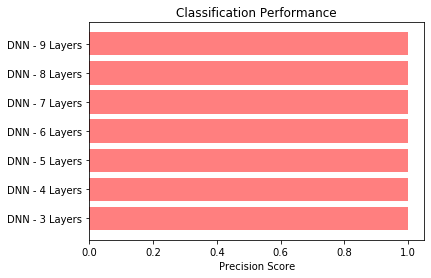 Classification Performance
DNN - 9 Layers
DNN - 8 Layers
DNN - 7 Layers
DNN - 6 Layers
DNN - 5 Layers
DNN - 4 Layers
DNN - 3 Layers
0.0 0.2 0.4 0.6 0.8 1.0
Precision Score